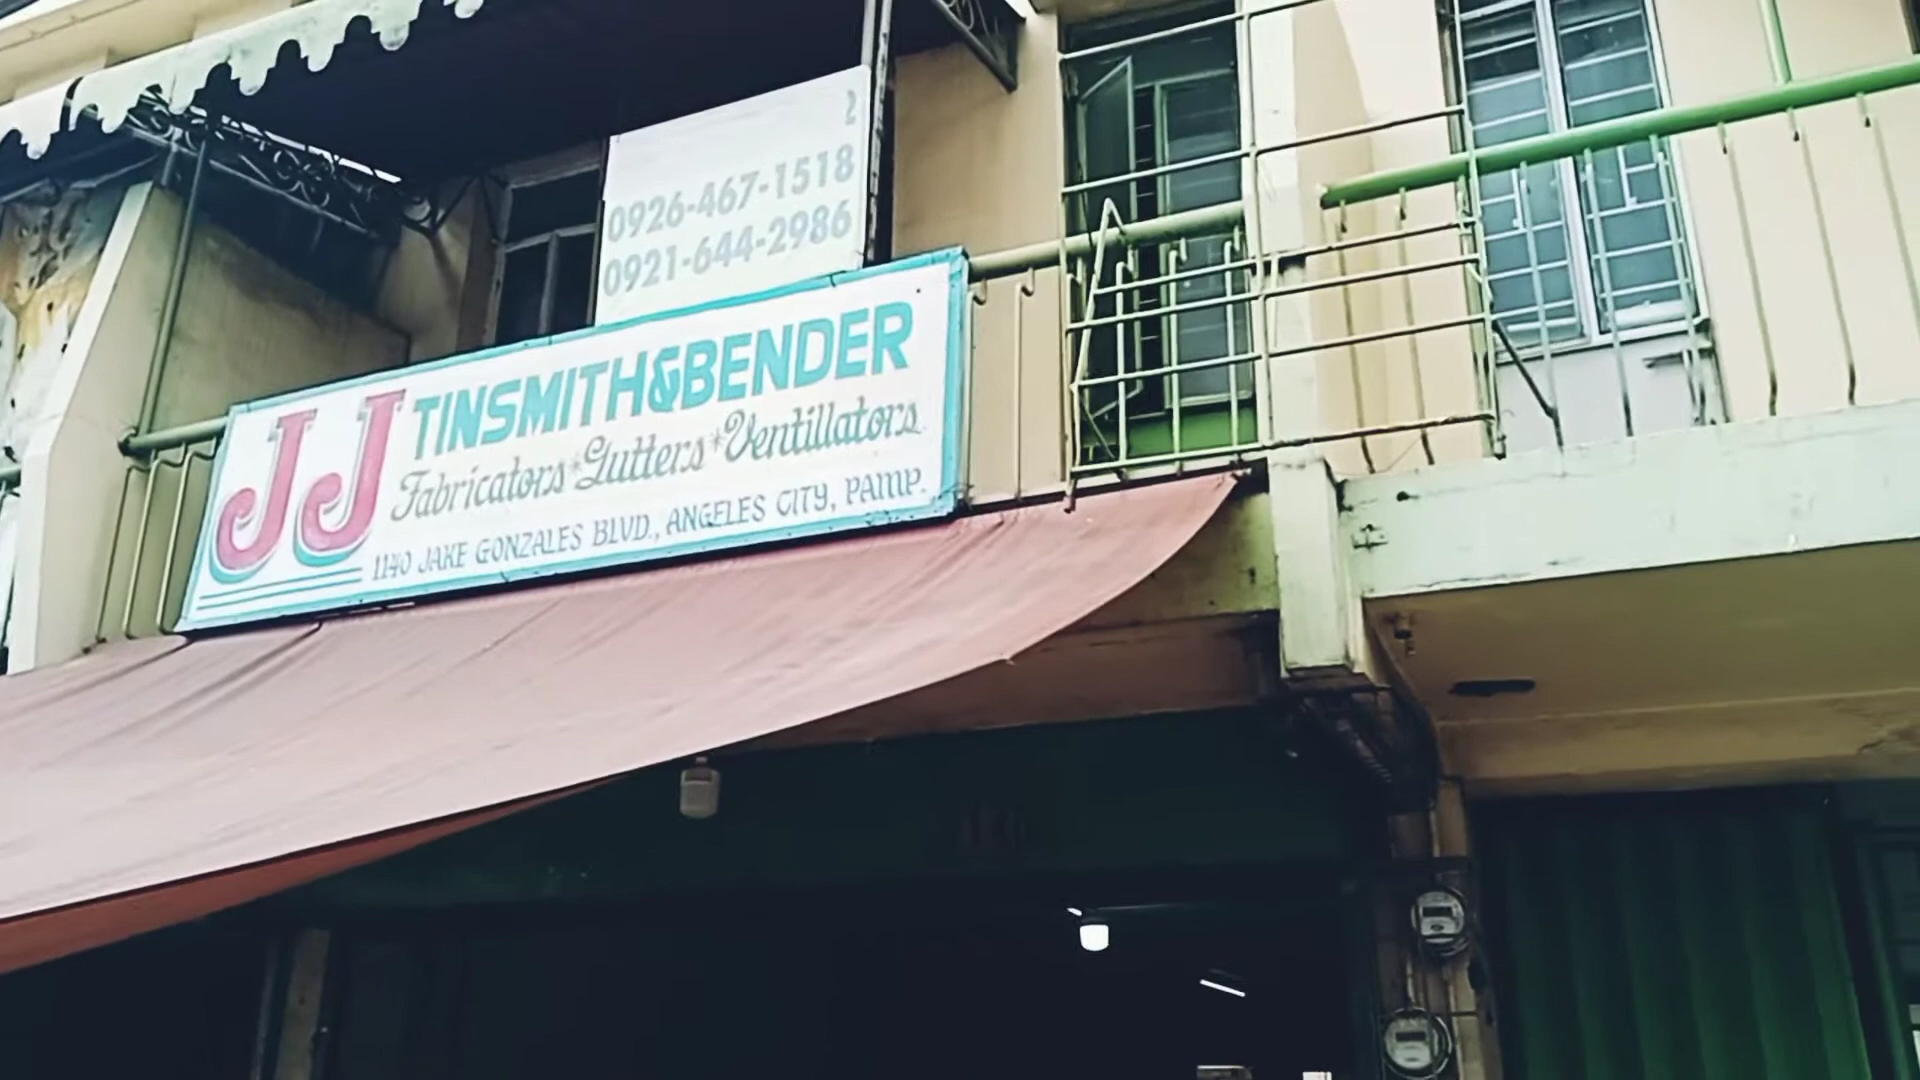 0926-467-1518
0921-644-2986
JJ TINSMITH&BENDER
Fabricators*Gutters*Ventillators
1140 JAKE GONZALES BLVD., ANGELES CITY, PAMP.